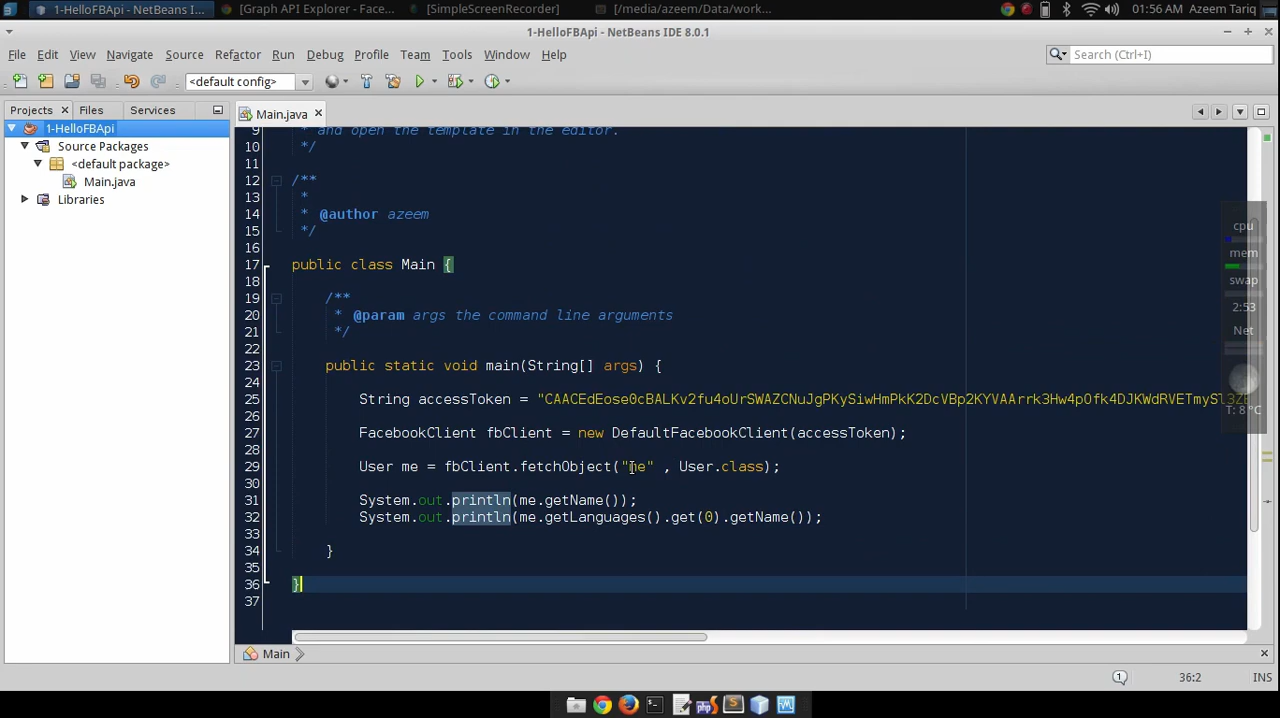 1-HelloFBApi - NetBeans I...
[Graph API Explorer - Face...
[SimpleScreenRecorder]
[/media/azeem/Data/work...
01:56 AM Azeem Tariq
1-HelloFBApi - NetBeans IDE 8.0.1
File Edit View Navigate Source Refactor Run Debug Profile Team Tools Window Help
Search (Ctrl+I)
<default config>
Projects Files Services
Main.java
1-HelloFBApi
Source Packages
<default package>
Main.java
Libraries
9 * and open the template in the editor.
10 */
11
12 /**
13 *
14 * @author azeem
15 */
16
17 public class Main {
18
19 /**
20 * @param args the command line arguments
21 */
22
23 public static void main(String[] args) {
24
25 String accessToken = "CAACEdEose0cBALKv2fu4oUrSWAZCNuJgPKySiwHmPkK2DcVBp2KYVAArrk3Hw4pOfk4DJKWdRVETmySl3ZB
27 FacebookClient fbClient = new DefaultFacebookClient(accessToken);
28
29 User me = fbClient.fetchObject("me" , User.class);
30
31 System.out.println(me.getName());
32 System.out.println(me.getLanguages().get(0).getName());
33
34 }
35
36 }
37
cpu
mem
swap
2:53
Net
T: 8°C
Main
1
36:2
INS